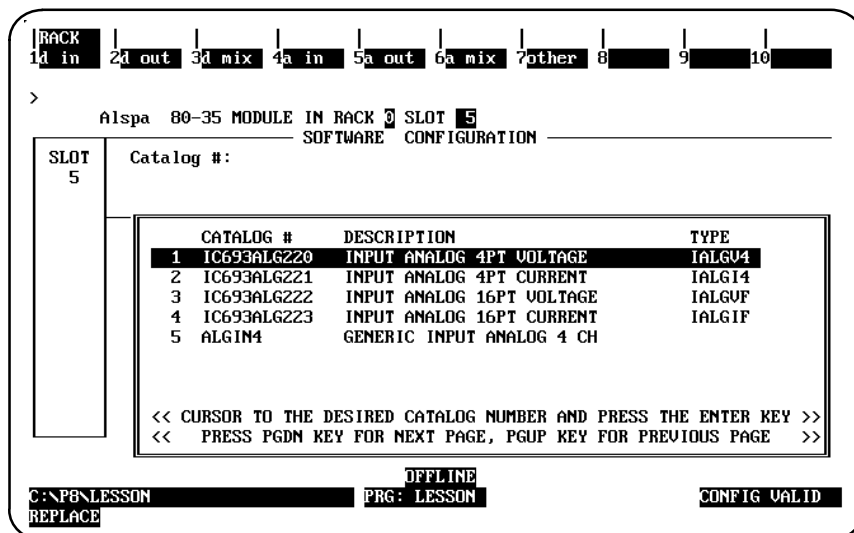 RACK
1d in 2d out 3d mix 4a in 5a out 6a mix 7other 8 9 10
>
Alspa 80-35 MODULE IN RACK 0 SLOT 5
SOFTWARE CONFIGURATION
SLOT Catalog #:
5
CATALOG # DESCRIPTION TYPE
1 IC693ALG220 INPUT ANALOG 4PT VOLTAGE IALGV4
2 IC693ALG221 INPUT ANALOG 4PT CURRENT IALGI4
3 IC693ALG222 INPUT ANALOG 16PT VOLTAGE IALGVF
4 IC693ALG223 INPUT ANALOG 16PT CURRENT IALGIF
5 ALGIN4 GENERIC INPUT ANALOG 4 CH
<< CURSOR TO THE DESIRED CATALOG NUMBER AND PRESS THE ENTER KEY >>
<< PRESS PGDN KEY FOR NEXT PAGE, PGUP KEY FOR PREVIOUS PAGE >>
OFFLINE
C:\P8\LESSON PRG: LESSON CONFIG VALID
REPLACE